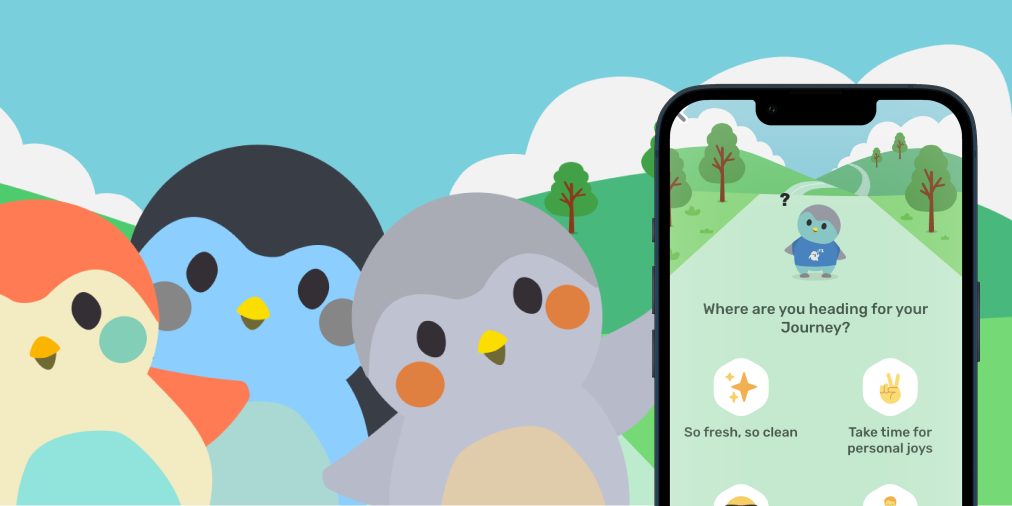 ?
Where are you heading for your
Journey?
So fresh, so clean
Take time for
personal joys